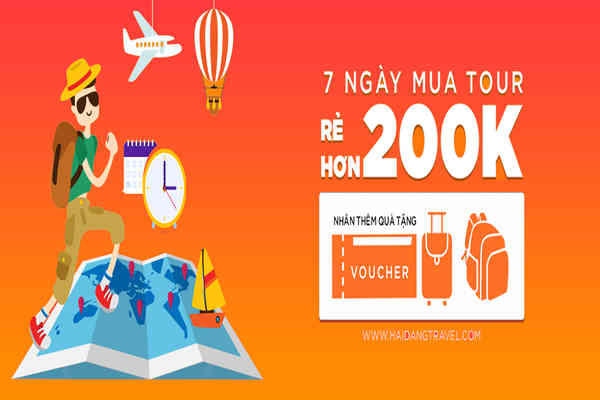 7 NGÀY MUA TOUR
RẺ HƠN 200K
NHẬN THÊM QUÀ TẶNG
VOUCHER
WWW.HAIDANGTRAVEL.COM